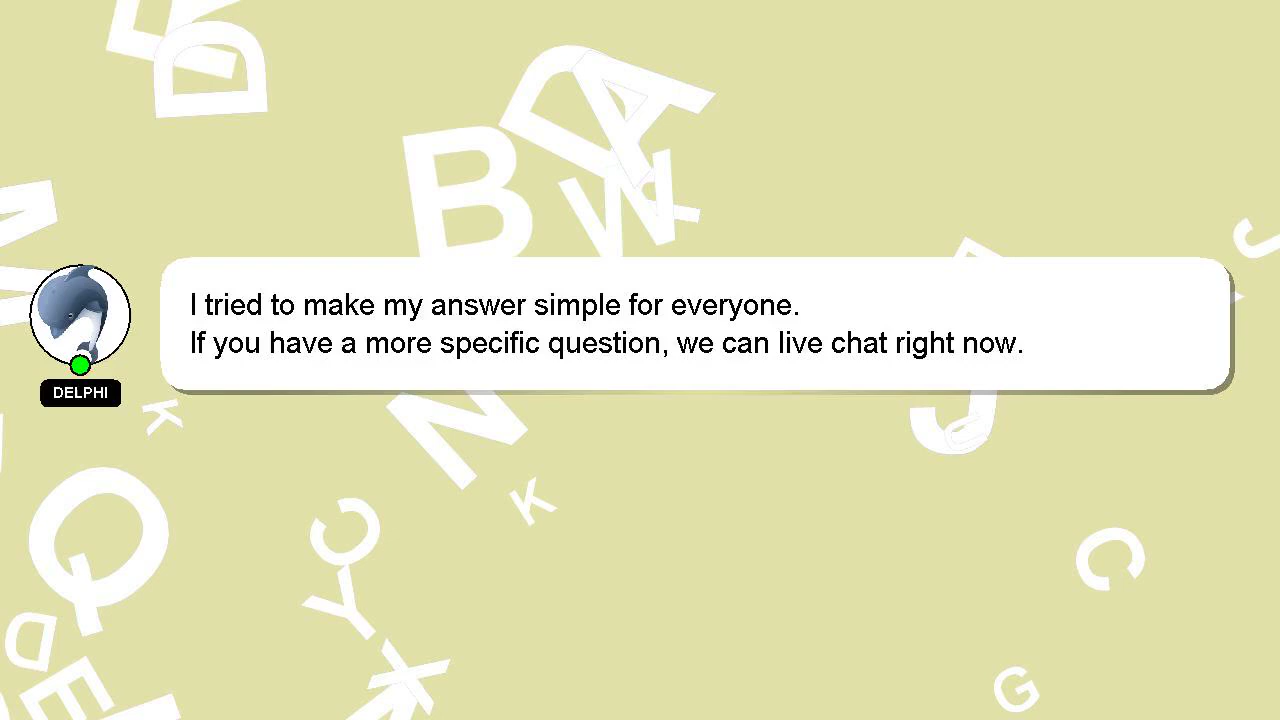 I tried to make my answer simple for everyone.
If you have a more specific question, we can live chat right now.
DELPHI
D
A
B
W
J
N
K
K
J
Q
C
C
Y
D
E
X
G